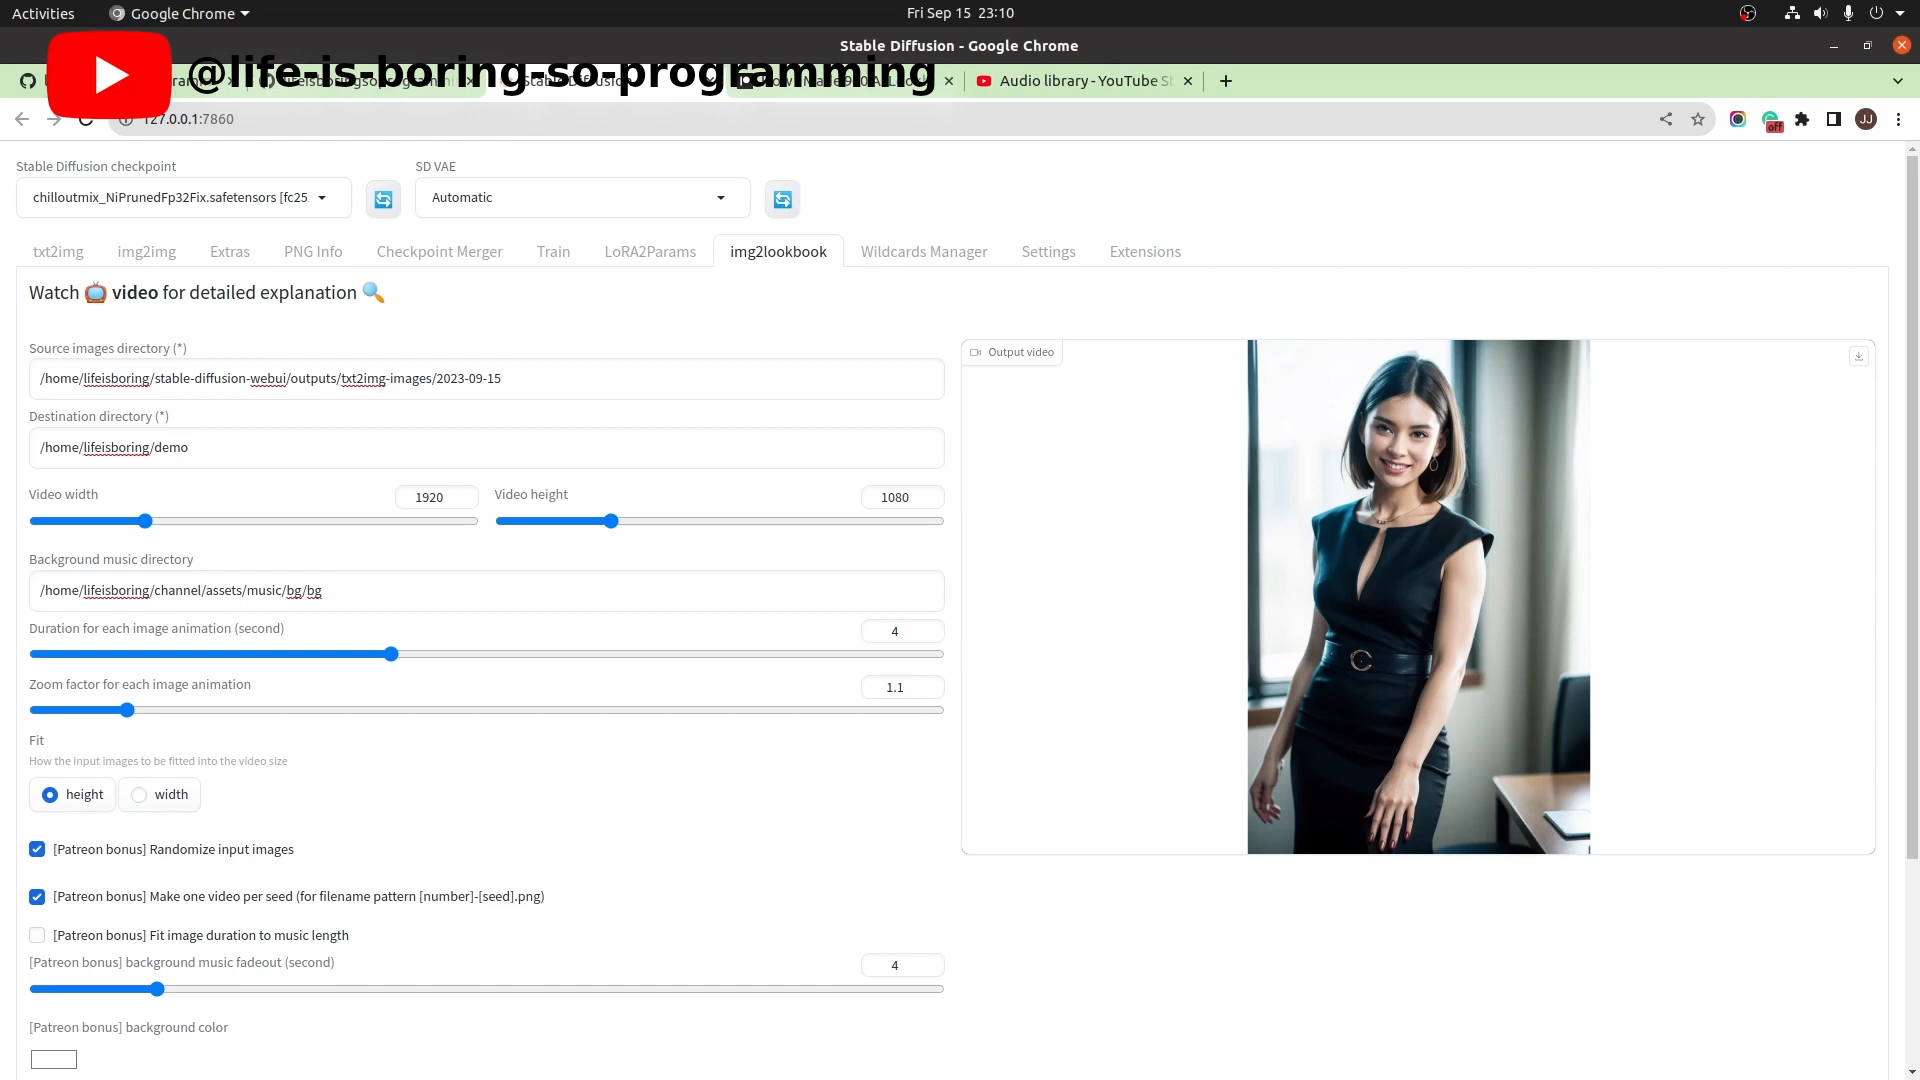 Activities
Google Chrome
Fri Sep 15 23:10
Stable Diffusion - Google Chrome
@life-is-boring-so-programming
Audio library - YouTube S
127.0.0.1:7860
off
JJ
Stable Diffusion checkpoint
SD VAE
chilloutmix_NiPrunedFp32Fix.safetensors [fc25
Automatic
txt2img
img2img
Extras
PNG Info
Checkpoint Merger
Train
LoRA2Params
img2lookbook
Wildcards Manager
Settings
Extensions
Watch 📺 video for detailed explanation 🔍
Source images directory (*)
/home/lifeisboring/stable-diffusion-webui/outputs/txt2img-images/2023-09-15
Destination directory (*)
/home/lifeisboring/demo
Video width
1920
Video height
1080
Background music directory
/home/lifeisboring/channel/assets/music/bg/bg
Duration for each image animation (second)
4
Zoom factor for each image animation
1.1
Fit
How the input images to be fitted into the video size
height
width
[Patreon bonus] Randomize input images
[Patreon bonus] Make one video per seed (for filename pattern [number]-[seed].png)
[Patreon bonus] Fit image duration to music length
[Patreon bonus] background music fadeout (second)
4
[Patreon bonus] background color
Output video